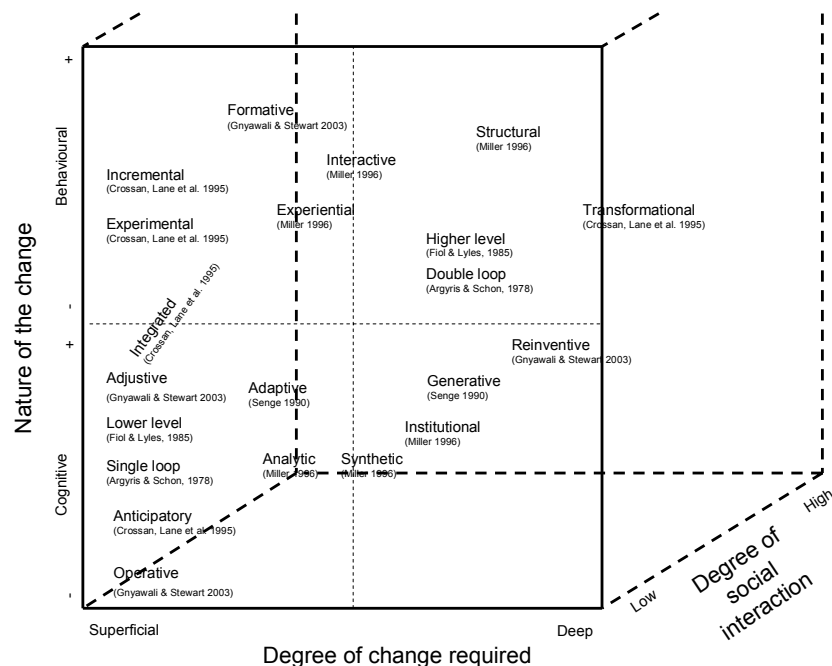 +
Formative
(Gnyawali & Stewart 2003)
Structural
(Miller 1996)
Interactive
(Miller 1996)
Incremental
(Crossan, Lane et al. 1995)
Experiential
(Miller 1996)
Transformational
(Crossan, Lane et al. 1995)
Experimental
(Crossan, Lane et al. 1995)
Higher level
(Fiol & Lyles, 1985)
Double loop
(Argyris & Schon, 1978)
Integrated
(Crossan, Lane et al. 1995)
Behavioural
-
+
Nature of the change
Reinventive
(Gnyawali & Stewart 2003)
Adjustive
(Gnyawali & Stewart 2003)
Adaptive
(Senge 1990)
Generative
(Senge 1990)
Lower level
(Fiol & Lyles, 1985)
Institutional
(Miller 1996)
Single loop
(Argyris & Schon, 1978)
Analytic
(Miller 1996)
Synthetic
(Miller 1996)
Cognitive
Anticipatory
(Crossan, Lane et al. 1995)
Operative
(Gnyawali & Stewart 2003)
-
High
Low
Degree of
social
interaction
Superficial
Deep
Degree of change required